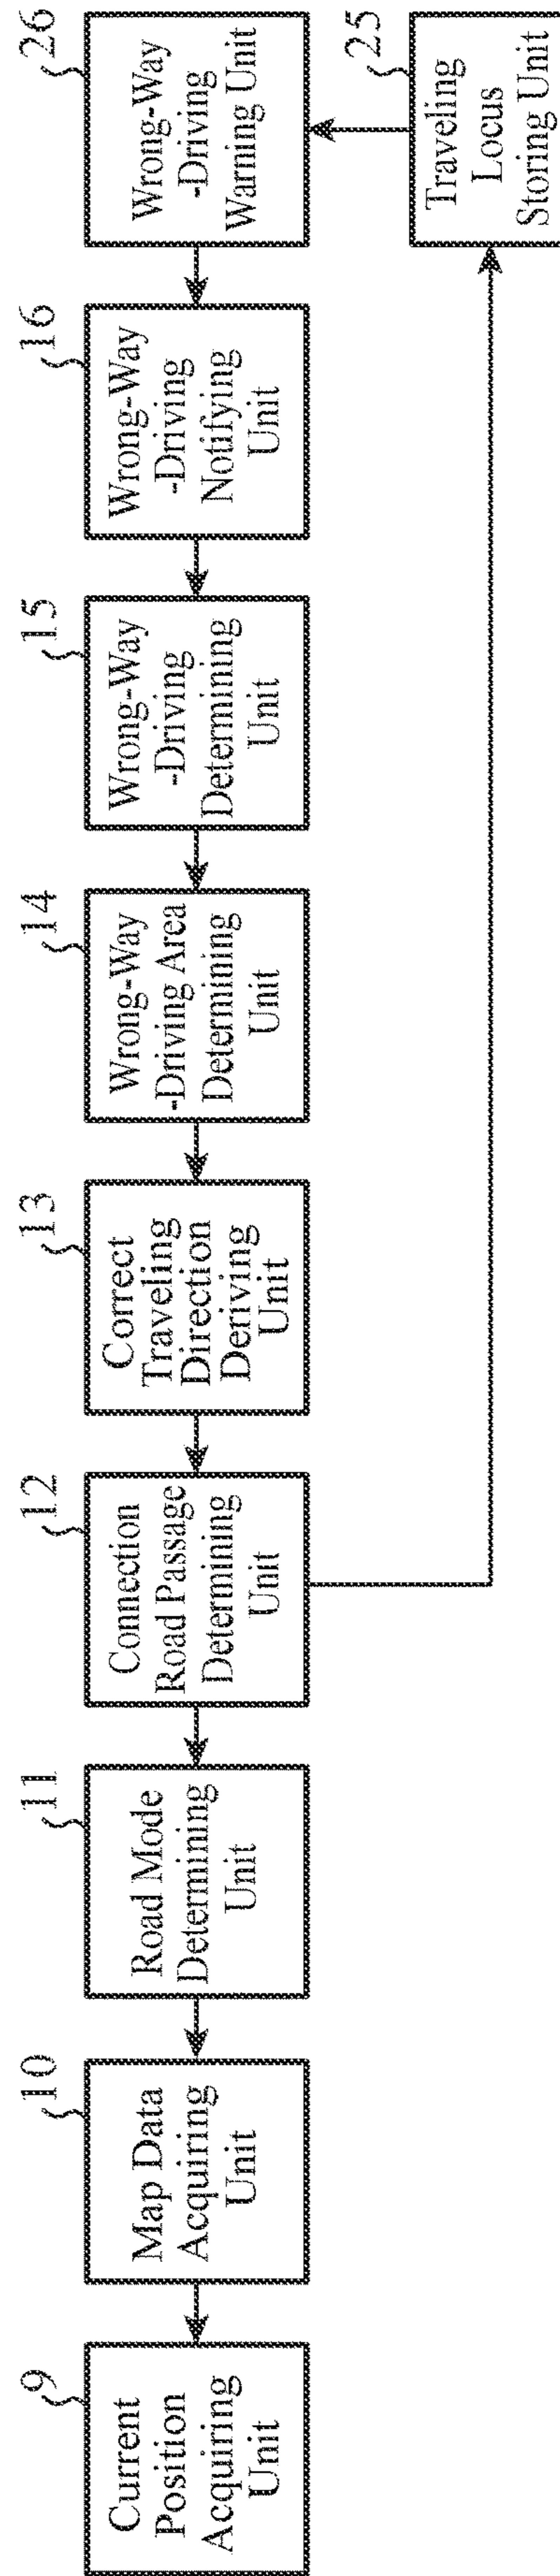 9
Current
Position
Acquiring
Unit
10
Map Data
Acquiring
Unit
11
Road Mode
Determining
Unit
12
Connection
Road Passage
Determining
Unit
13
Correct
Traveling
Direction
Deriving
Unit
14
Wrong-Way
-Driving Area
Determining
Unit
15
Wrong-Way
-Driving
Determining
Unit
16
Wrong-Way
-Driving
Notifying
Unit
26
Wrong-Way
-Driving
Warning Unit
25
Traveling
Locus
Storing Unit